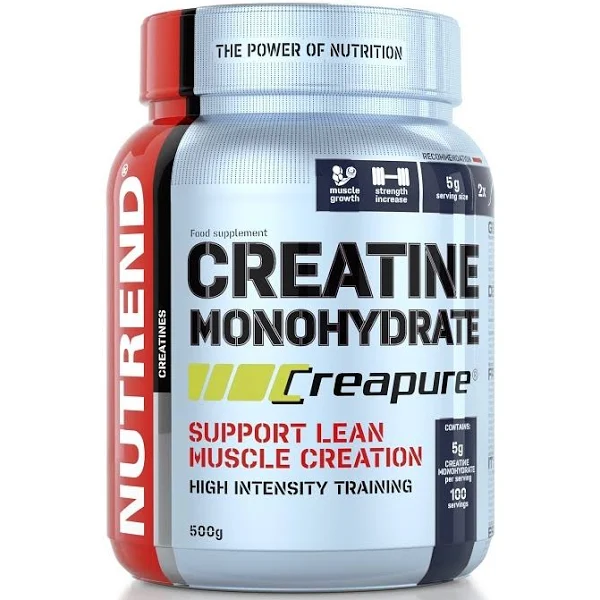 THE POWER OF NUTRITION
RECOMMENDATION
muscle growth
strength increase
5g
serving size
2x
Food supplement
CREATINE
MONOHYDRATE
Creapure®
SUPPORT LEAN
MUSCLE CREATION
HIGH INTENSITY TRAINING
500g
CONTAINS:
5g
CREATINE
MONOHYDRATE
per serving
100
servings
NUTREND®
CREATINES